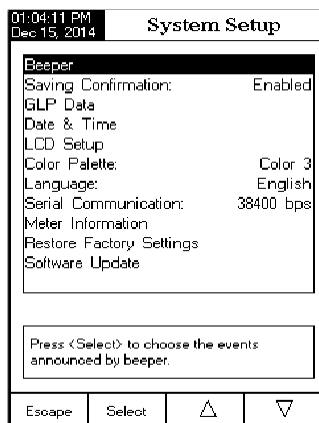 01:04:11 PM
Dec 15, 2014
System Setup
Beeper
Saving Confirmation: Enabled
GLP Data
Date & Time
LCD Setup
Color Palette: Color 3
Language: English
Serial Communication: 38400 bps
Meter Information
Restore Factory Settings
Software Update
Press <Select> to choose the events
announced by beeper.
Escape Select